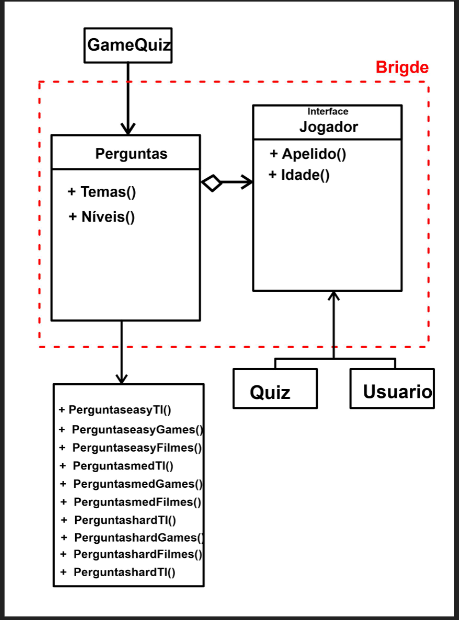 GameQuiz
Brigde
Interface
Jogador
+ Apelido()
+ Idade()
Perguntas
+ Temas()
+ Níveis()
Quiz
Usuario
+ PerguntaseasyTI()
+ PerguntaseasyGames()
+ PerguntaseasyFilmes()
+ PerguntasmedTI()
+ PerguntasmedGames()
+ PerguntasmedFilmes()
+ PerguntashardTI()
+ PerguntashardGames()
+ PerguntashardFilmes()
+ PerguntashardTI()